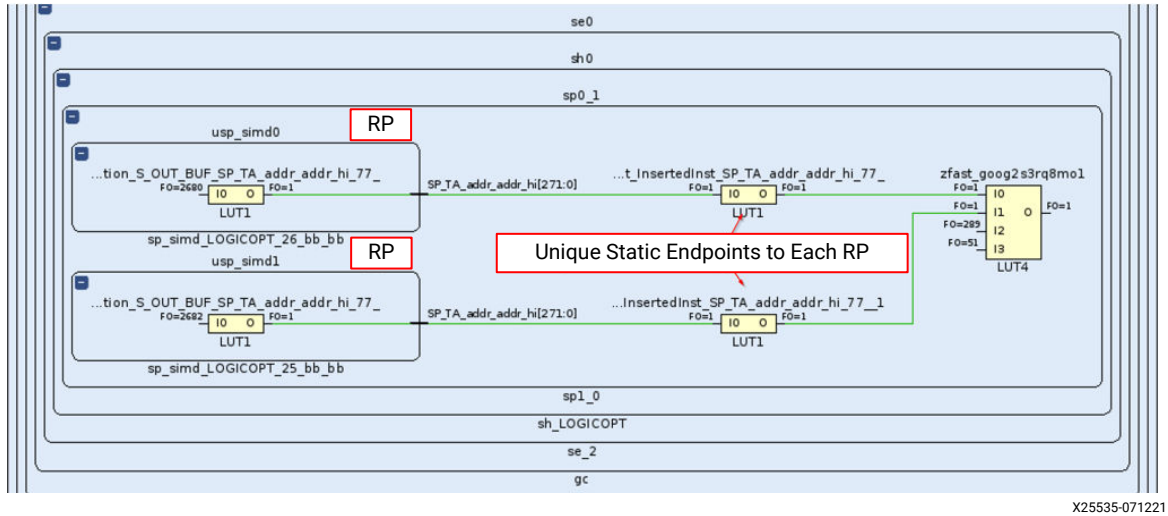 se0
sh0
sp0_1
usp_simd0
RP
...tion_S_OUT_BUF_SP_TA_addr_addr_hi_77_
FO=2680
I0 O
FO=1
LUT1
sp_simd_LOGICOPT_26_bb_bb
SP_TA_addr_addr_hi[271:0]
...t_InsertedInst_SP_TA_addr_addr_hi_77_
FO=1
I0 O
FO=1
LUT1
zfast_goog2s3rq8mo1
FO=1
FO=1
FO=289
FO=51
I0
I1 O
I2
I3
FO=1
LUT4
Unique Static Endpoints to Each RP
RP
usp_simd1
...tion_S_OUT_BUF_SP_TA_addr_addr_hi_77_
FO=2682
I0 O
FO=1
LUT1
sp_simd_LOGICOPT_25_bb_bb
SP_TA_addr_addr_hi[271:0]
...InsertedInst_SP_TA_addr_addr_hi_77__1
FO=1
I0 O
FO=1
LUT1
sp1_0
sh_LOGICOPT
se_2
gc
X25535-071221